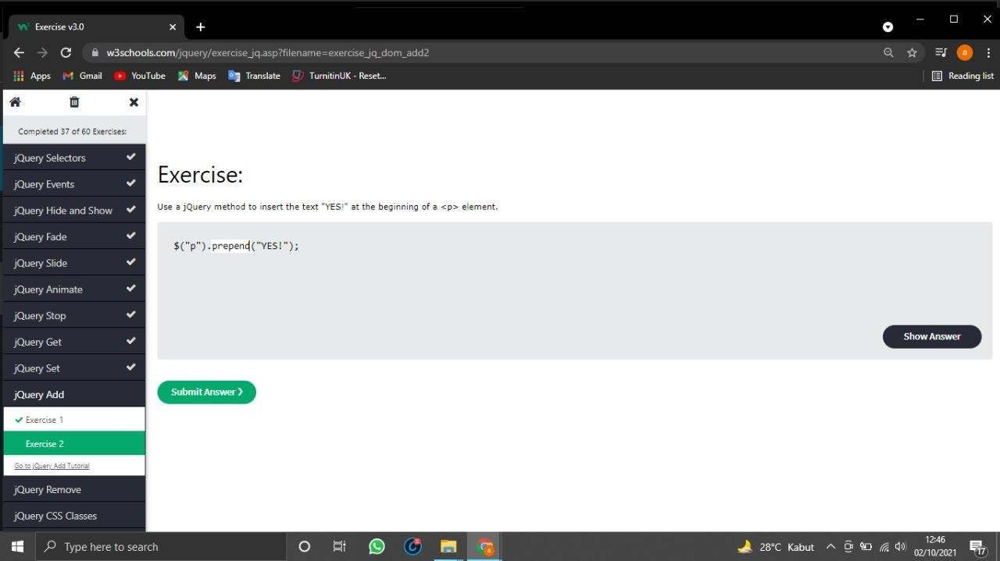 Exercise v3.0
w3schools.com/jquery/exercise_jq.asp?filename=exercise_jq_dom_add2
a
Apps Gmail YouTube Maps Translate TurnitinUK - Reset... Reading list
Completed 37 of 60 Exercises:
jQuery Selectors
jQuery Events
jQuery Hide and Show
jQuery Fade
jQuery Slide
jQuery Animate
jQuery Stop
jQuery Get
jQuery Set
jQuery Add
Exercise 1
Exercise 2
Go to jQuery Add Tutorial
jQuery Remove
jQuery CSS Classes
Exercise:
Use a jQuery method to insert the text "YES!" at the beginning of a <p> element.
$("p").prepend("YES!");
Show Answer
Submit Answer ❯
Type here to search
28°C Kabut
12:46
02/10/2021
17